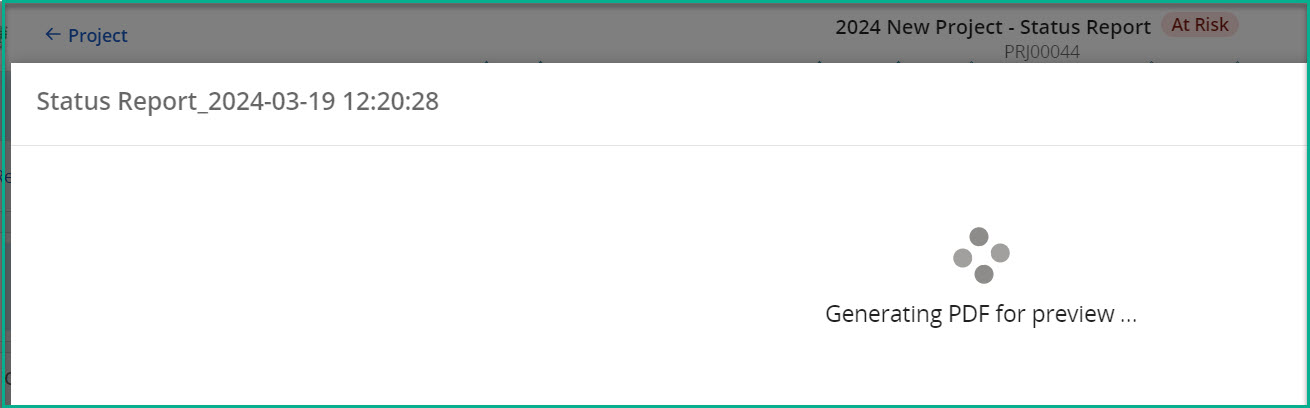 ← Project
2024 New Project - Status Report At Risk
PRJ00044
Status Report_2024-03-19 12:20:28
Generating PDF for preview ...